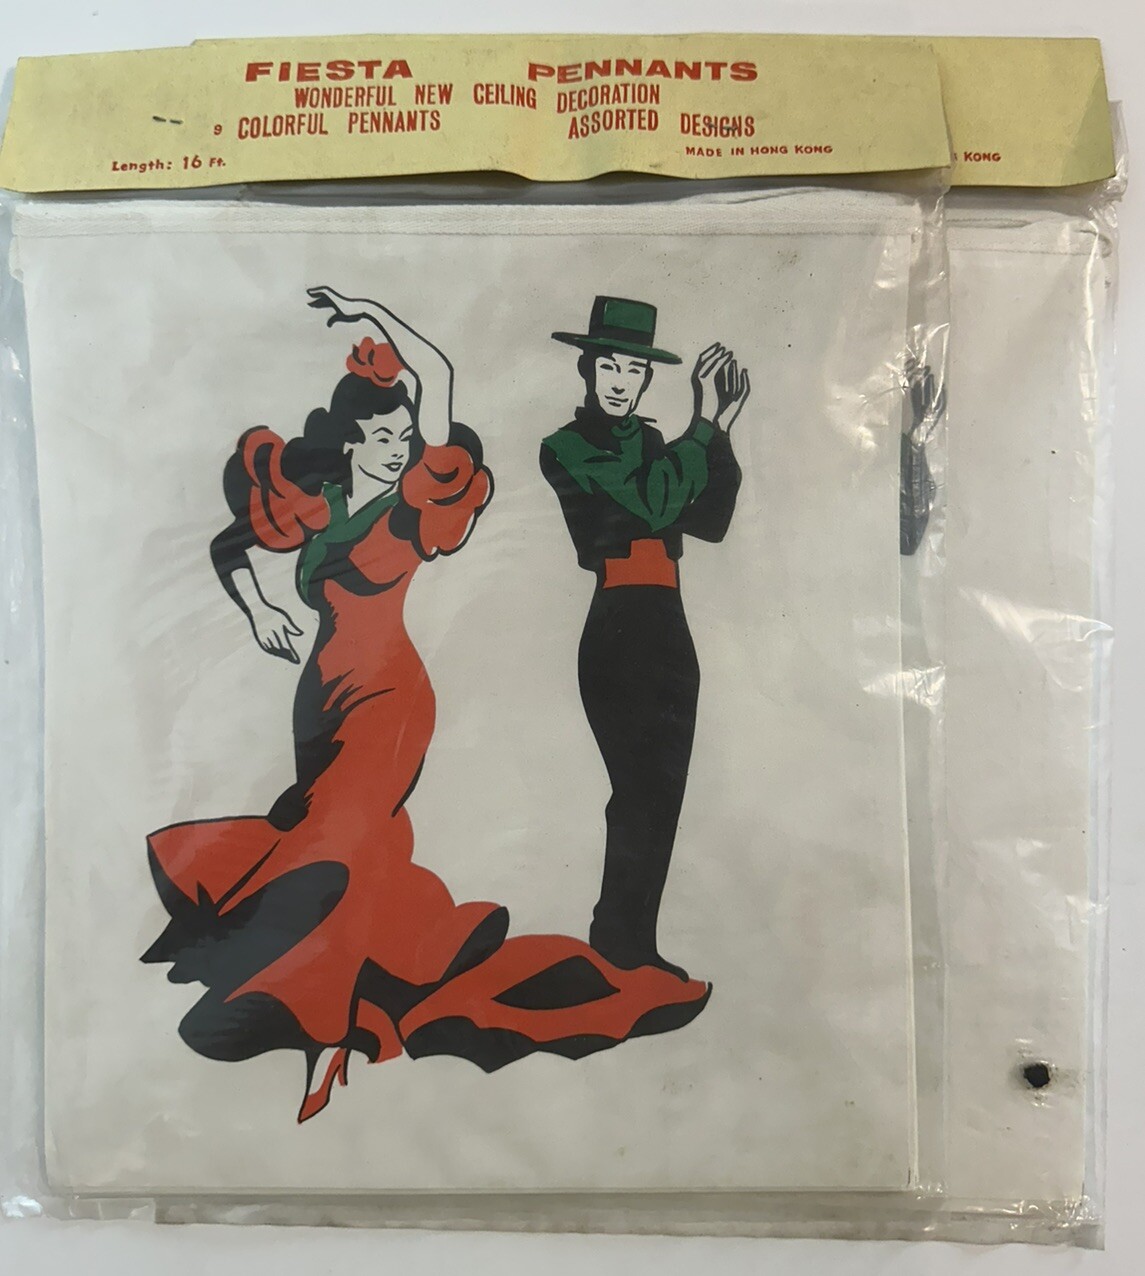 FIESTA PENNANTS
WONDERFUL NEW CEILING DECORATION
9 COLORFUL PENNANTS ASSORTED DESIGNS
Length: 16 Ft. MADE IN HONG KONG
KONG